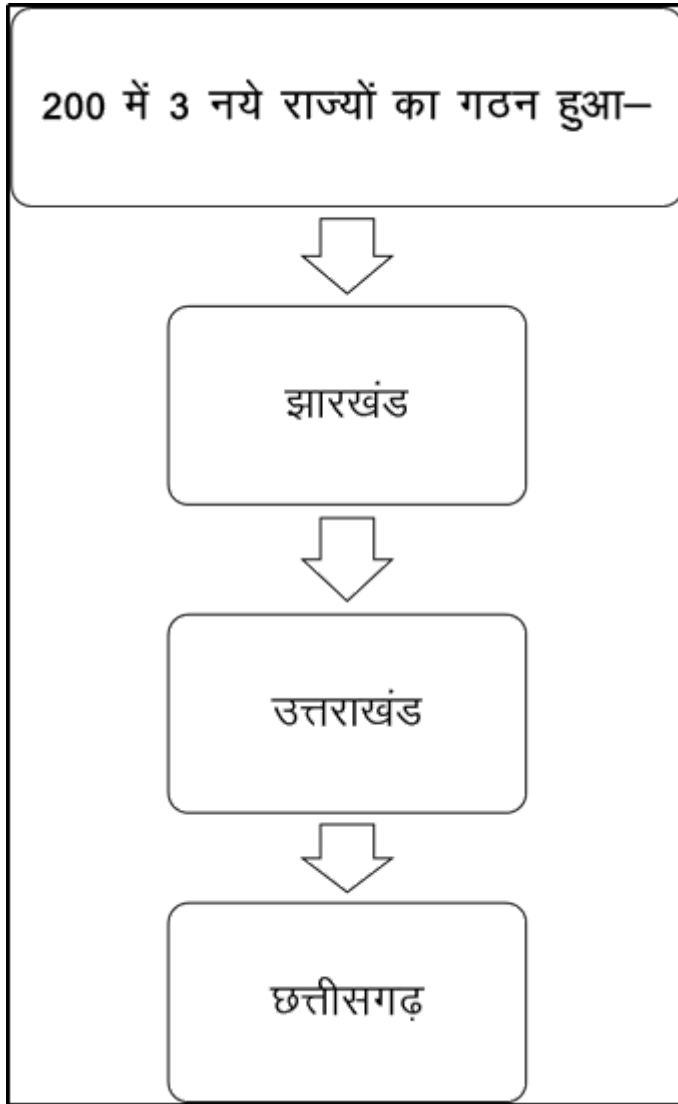 200 में 3 नये राज्यों का गठन हुआ–
झारखंड
उत्तराखंड
छत्तीसगढ़